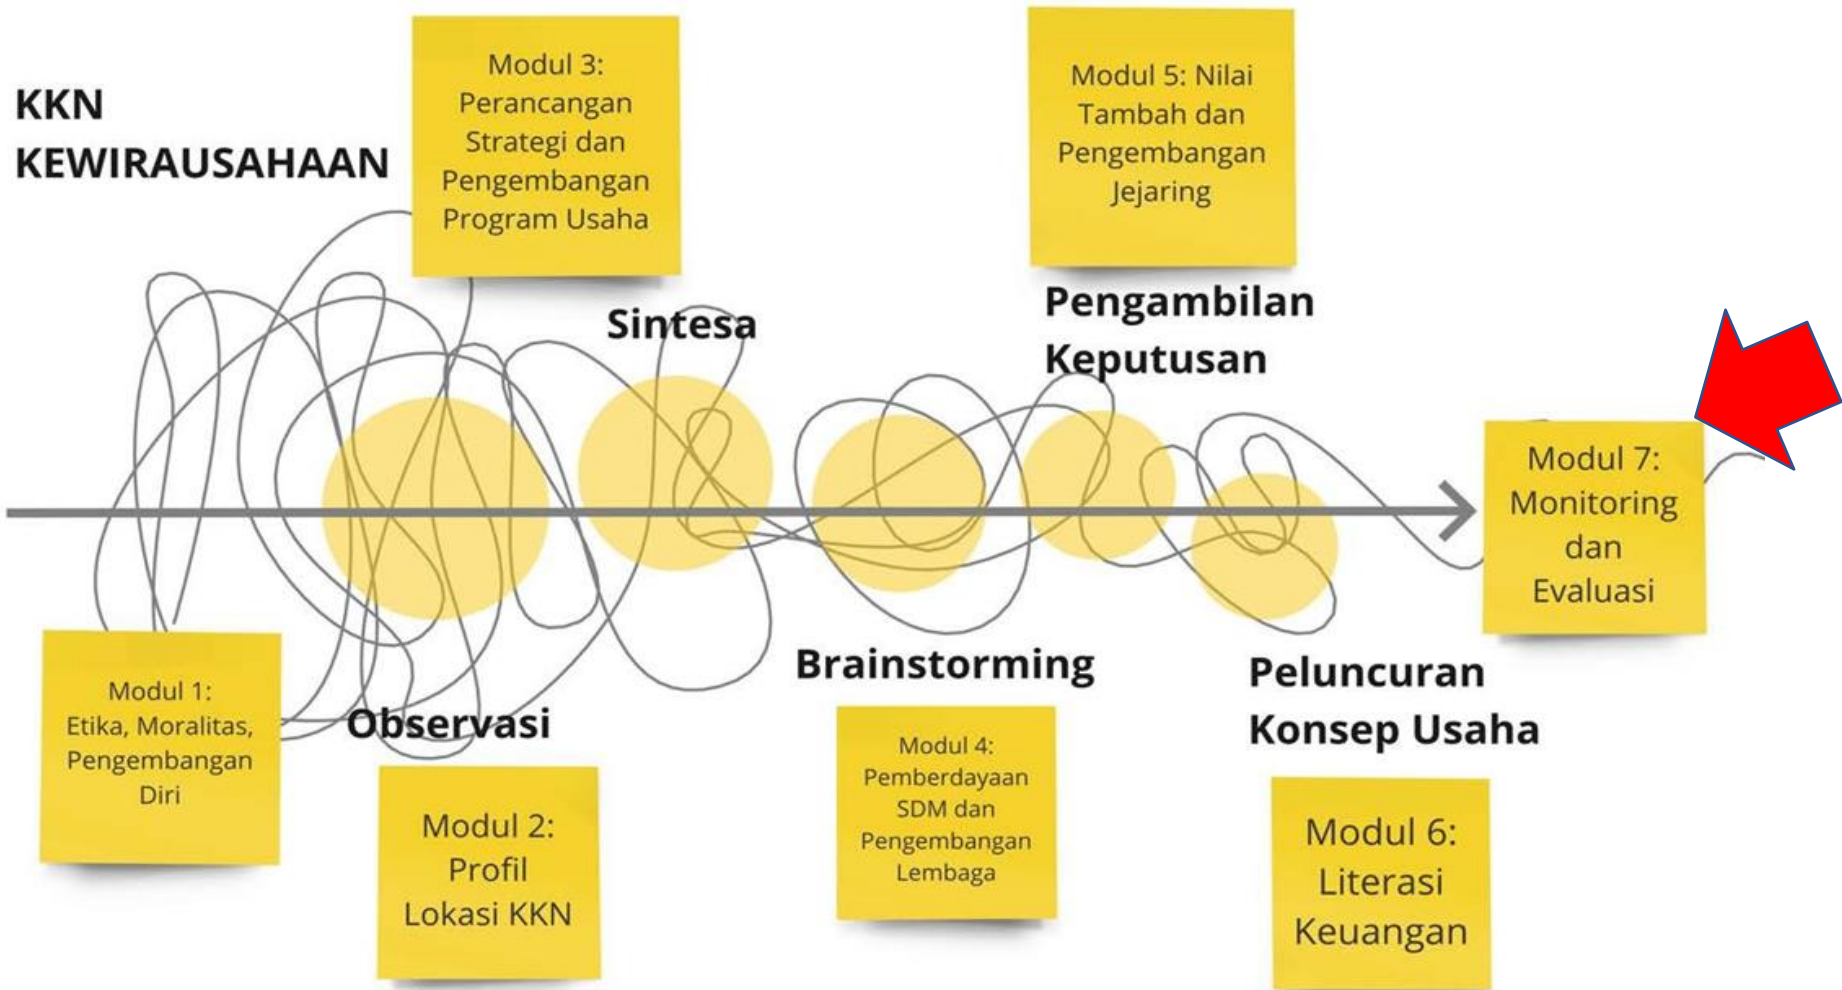 KKN
KEWIRAUSAHAAN
Modul 3:
Perancangan
Strategi dan
Pengembangan
Program Usaha
Modul 5: Nilai
Tambah dan
Pengembangan
Jejaring
Sintesa
Pengambilan
Keputusan
Modul 7:
Monitoring
dan
Evaluasi
Modul 1:
Etika, Moralitas,
Pengembangan
Diri
Observasi
Modul 2:
Profil
Lokasi KKN
Brainstorming
Modul 4:
Pemberdayaan
SDM dan
Pengembangan
Lembaga
Peluncuran
Konsep Usaha
Modul 6:
Literasi
Keuangan